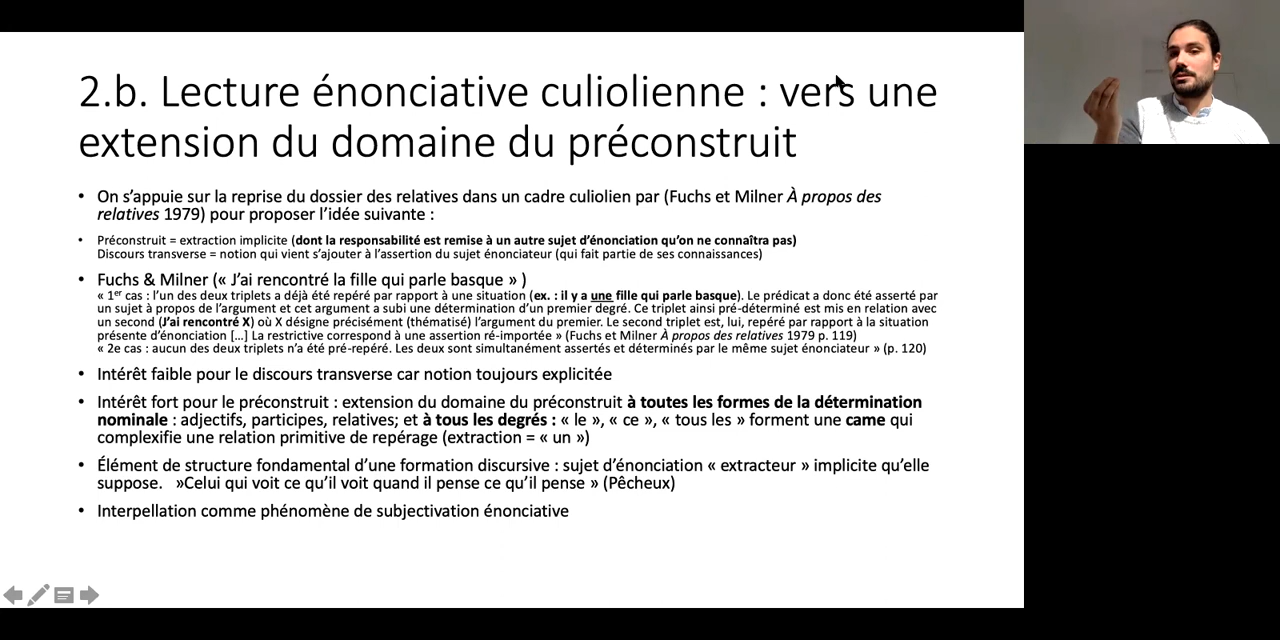 2.b. Lecture énonciative culiolienne : vers une
extension du domaine du préconstruit
• On s’appuie sur la reprise du dossier des relatives dans un cadre culiolien par (Fuchs et Milner À propos des
relatives 1979) pour proposer l’idée suivante :
• Préconstruit = extraction implicite (dont la responsabilité est remise à un autre sujet d’énonciation qu’on ne connaîtra pas)
Discours transverse = notion qui vient s’ajouter à l’assertion du sujet énonciateur (qui fait partie de ses connaissances)
• Fuchs & Milner (« J’ai rencontré la fille qui parle basque » )
« 1er cas : l’un des deux triplets a déjà été repéré par rapport à une situation (ex. : il y a une fille qui parle basque). Le prédicat a donc été asserté par
un sujet à propos de l’argument et cet argument a subi une détermination d’un premier degré. Ce triplet ainsi pré-déterminé est mis en relation avec
un second (J’ai rencontré X) où X désigne précisément (thématisé) l’argument du premier. Le second triplet est, lui, repéré par rapport à la situation
présente d’énonciation […] La restrictive correspond à une assertion ré-importée » (Fuchs et Milner À propos des relatives 1979 p. 119)
« 2e cas : aucun des deux triplets n’a été pré-repéré. Les deux sont simultanément assertés et déterminés par le même sujet énonciateur » (p. 120)
• Intérêt faible pour le discours transverse car notion toujours explicitée
• Intérêt fort pour le préconstruit : extension du domaine du préconstruit à toutes les formes de la détermination
nominale : adjectifs, participes, relatives; et à tous les degrés : « le », « ce », « tous les » forment une came qui
complexifie une relation primitive de repérage (extraction = « un »)
• Élément de structure fondamental d’une formation discursive : sujet d’énonciation « extracteur » implicite qu’elle
suppose. »Celui qui voit ce qu’il voit quand il pense ce qu’il pense » (Pêcheux)
• Interpellation comme phénomène de subjectivation énonciative